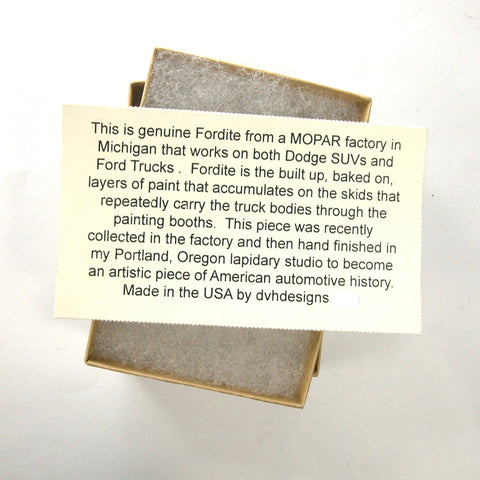 This is genuine Fordite from a MOPAR factory in
Michigan that works on both Dodge SUVs and
Ford Trucks . Fordite is the built up, baked on,
layers of paint that accumulates on the skids that
repeatedly carry the truck bodies through the
painting booths. This piece was recently
collected in the factory and then hand finished in
my Portland, Oregon lapidary studio to become
an artistic piece of American automotive history.
Made in the USA by dvhdesigns